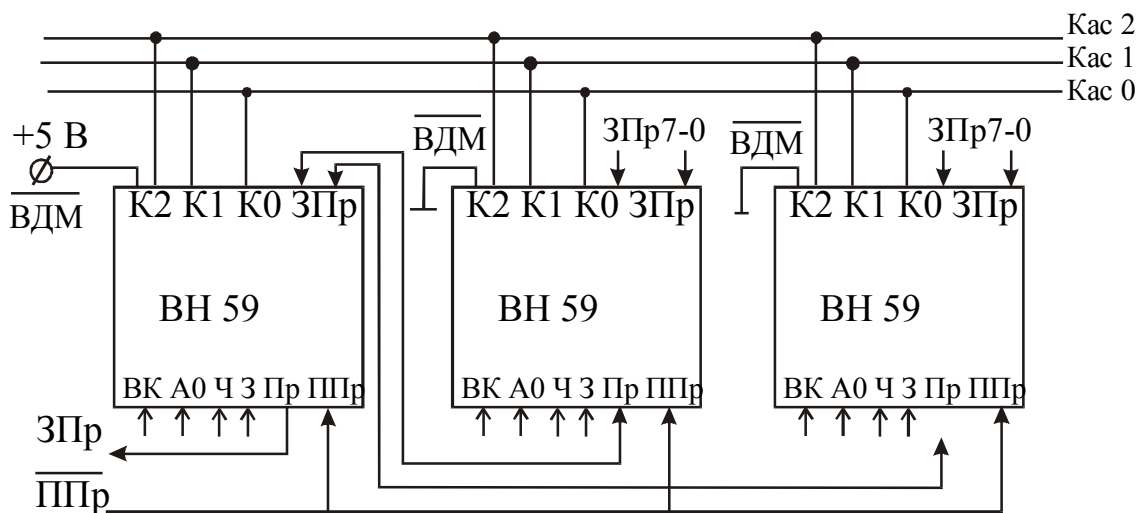 Кас 2
Кас 1
Кас 0
+5 В
ВДМ
ВДМ
ЗПр7-0
ВДМ
ЗПр7-0
К2 К1 К0 ЗПр
К2 К1 К0 ЗПр
К2 К1 К0 ЗПр
ВН 59
ВН 59
ВН 59
ВК А0 Ч З Пр ППр
ВК А0 Ч З Пр ППр
ВК А0 Ч З Пр ППр
ЗПр
ППр